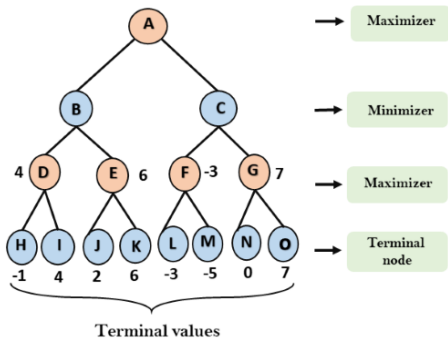 A
Maximizer
B
C
Minimizer
4 D E 6 F -3 G 7
Maximizer
H I J K L M N O
Terminal
node
-1 4 2 6 -3 -5 0 7
Terminal values